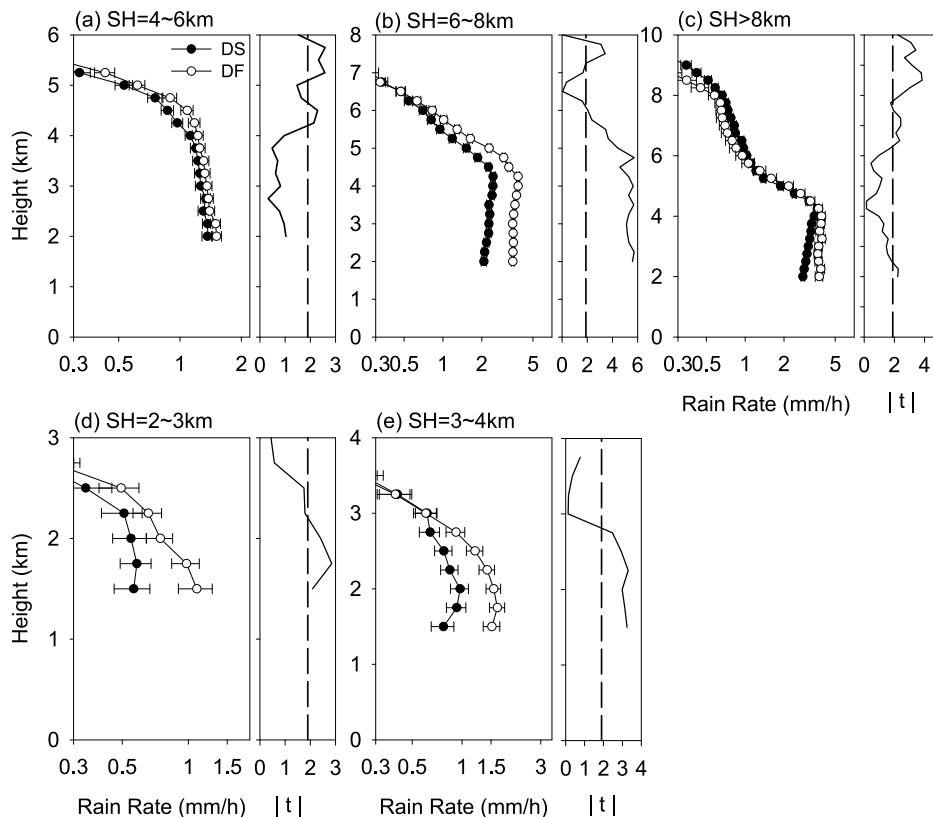 (a) SH=4~6km
(b) SH=6~8km
(c) SH>8km
6
5
4
3
2
1
0
DS
DF
Height (km)
0.3 0.5 1 2
0 1 2 3
8
7
6
5
4
3
2
1
0
0.3 0.5 1 2 5
0 2 4 6
10
8
6
4
2
0
0.3 0.5 1 2 5
0 2 4
Rain Rate (mm/h)
| t |
(d) SH=2~3km
(e) SH=3~4km
3
2
1
0
Height (km)
0.3 0.5 1 1.5
0 1 2 3
4
3
2
1
0
0.3 0.5 1 1.5 3
0 1 2 3 4
Rain Rate (mm/h)
| t |
Rain Rate (mm/h)
| t |